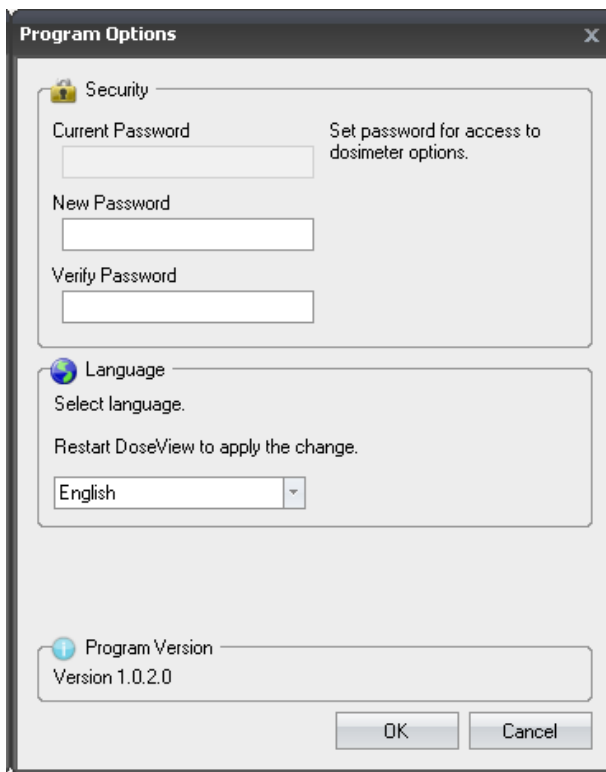 Program Options
Security
Current Password
Set password for access to
dosimeter options.
New Password
Verify Password
Language
Select language.
Restart DoseView to apply the change.
English
Program Version
Version 1.0.2.0
OK
Cancel